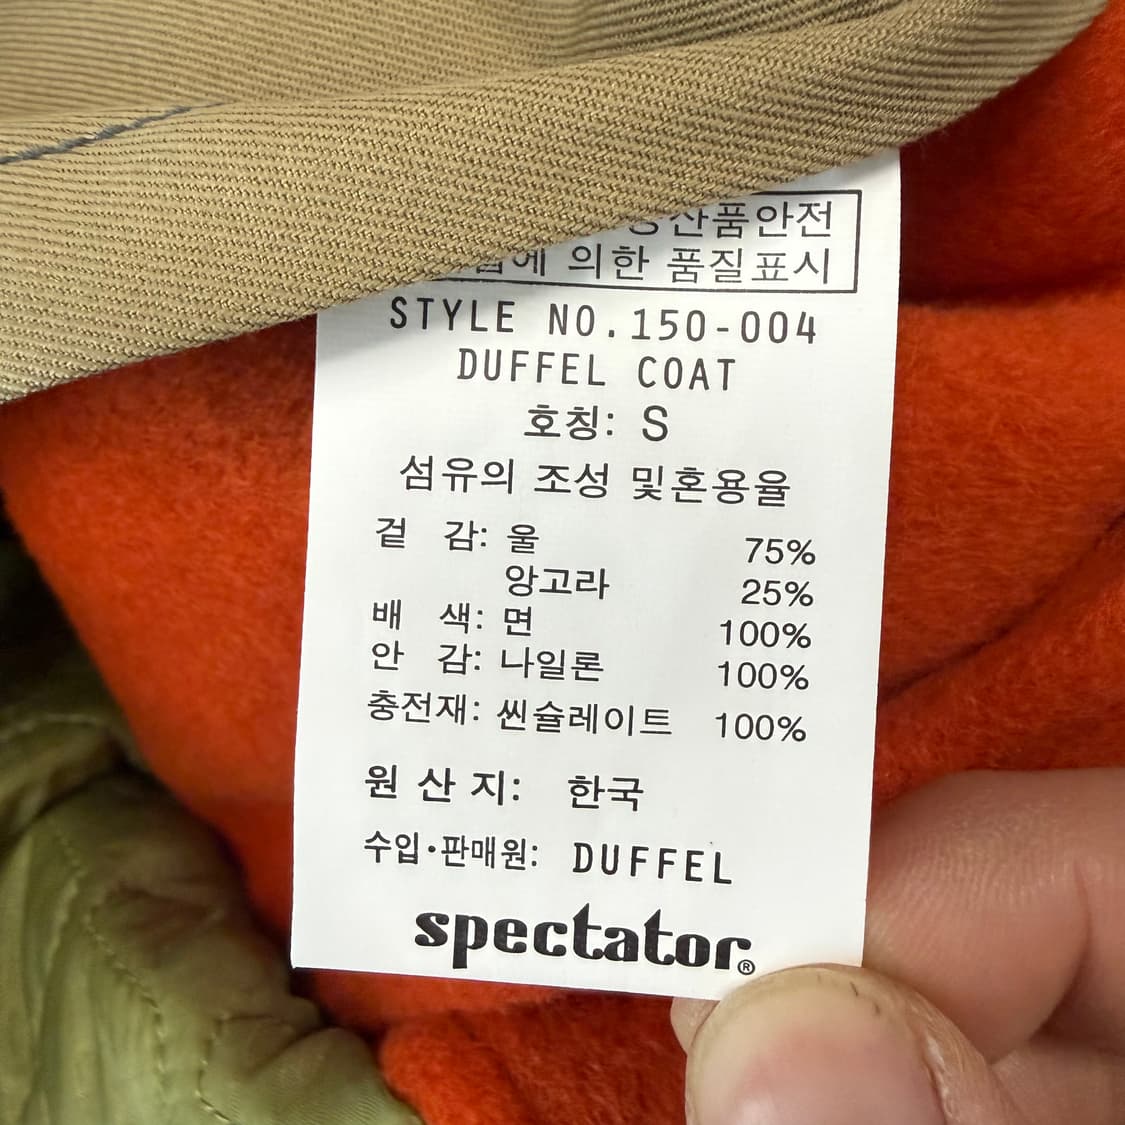 산품안전
에 의한 품질표시
STYLE NO.150-004
DUFFEL COAT
호칭: S
섬유의 조성 및혼용율
겉 감: 울 75%
앙고라 25%
배 색: 면 100%
안 감: 나일론 100%
충전재: 씬슐레이트 100%
원 산 지: 한국
수입·판매원: DUFFEL
spectator®